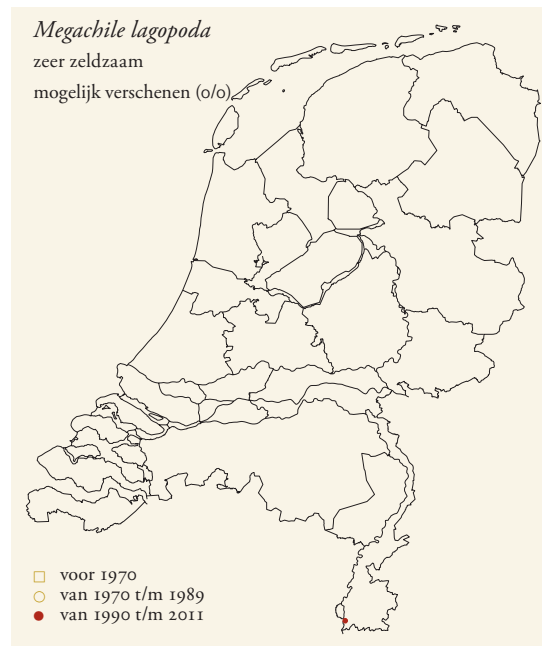 Megachile lagopoda
zeer zeldzaam
mogelijk verschenen (0/0)
voor 1970
van 1970 t/m 1989
van 1990 t/m 2011